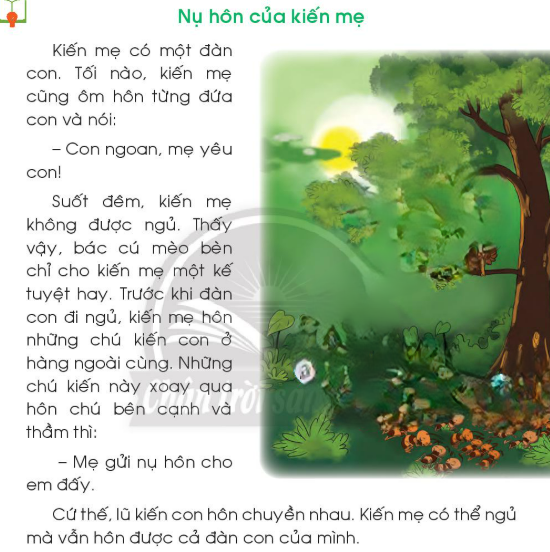 Nụ hôn của kiến mẹ
Kiến mẹ có một đàn
con. Tối nào, kiến mẹ
cũng ôm hôn từng đứa
con và nói:
– Con ngoan, mẹ yêu
con!
Suốt đêm, kiến mẹ
không được ngủ. Thấy
vậy, bác cú mèo bèn
chỉ cho kiến mẹ một kế
tuyệt hay. Trước khi đàn
con đi ngủ, kiến mẹ hôn
những chú kiến con ở
hàng ngoài cùng. Những
chú kiến này xoay qua
hôn chú bên cạnh và
thầm thì:
– Mẹ gửi nụ hôn cho
em đấy.
Cứ thế, lũ kiến con hôn chuyền nhau. Kiến mẹ có thể ngủ
mà vẫn hôn được cả đàn con của mình.